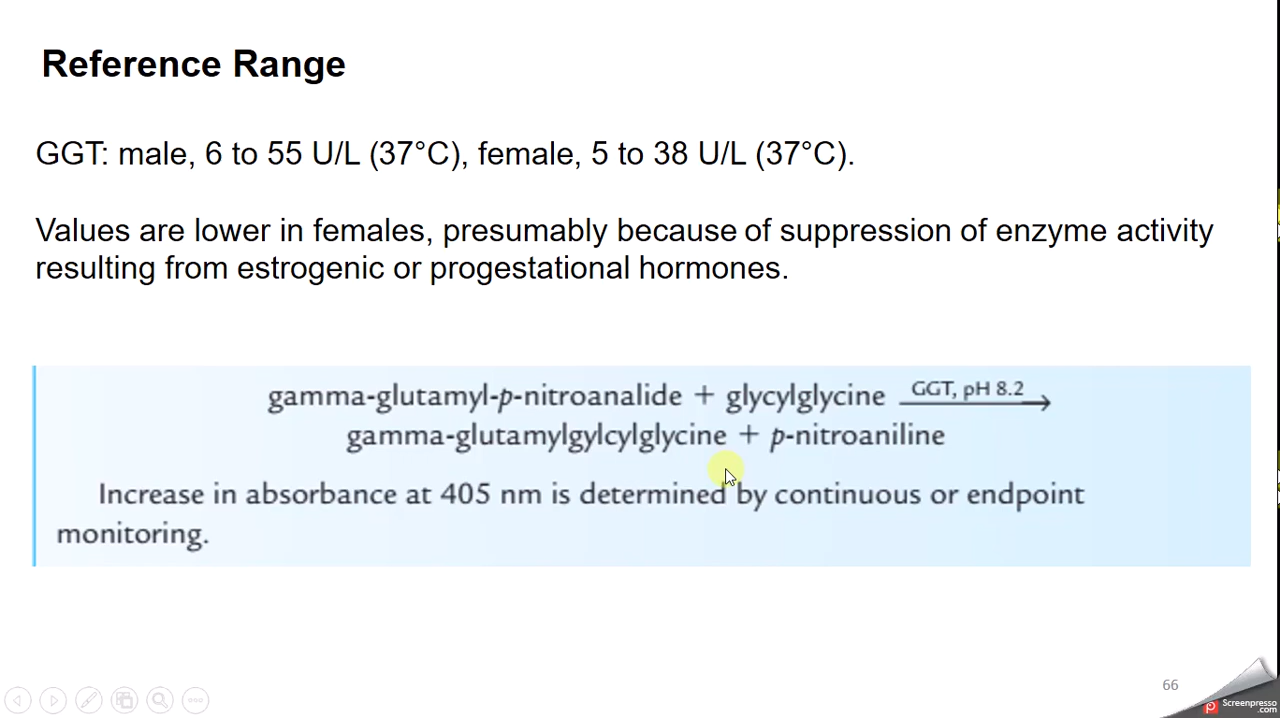 Reference Range
GGT: male, 6 to 55 U/L (37°C), female, 5 to 38 U/L (37°C).
Values are lower in females, presumably because of suppression of enzyme activity
resulting from estrogenic or progestational hormones.
gamma-glutamyl-p-nitroanalide + glycylglycine GGT, pH 8.2
gamma-glutamylgylcylglycine + p-nitroaniline
Increase in absorbance at 405 nm is determined by continuous or endpoint
monitoring.
66
Screenpresso
.com